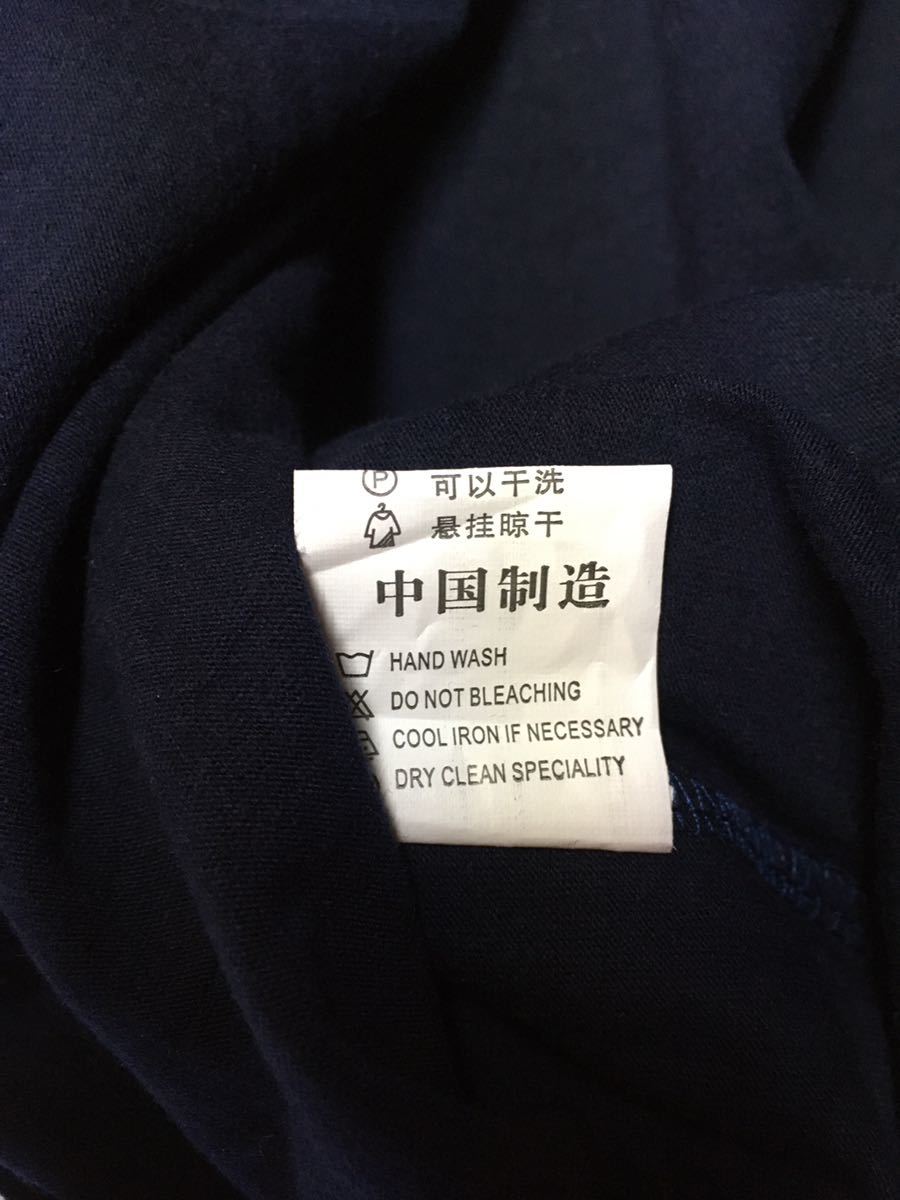 P 可以干洗
悬挂晾干
中国制造
HAND WASH
DO NOT BLEACHING
COOL IRON IF NECESSARY
DRY CLEAN SPECIALITY